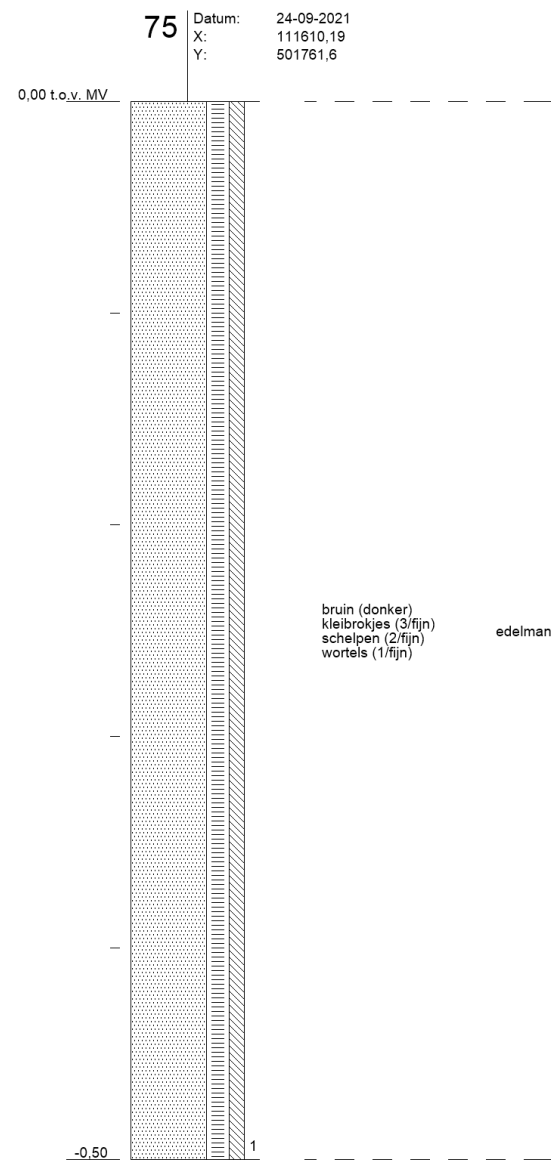 75
Datum: 24-09-2021
X: 111610,19
Y: 501761,6
0,00 t.o.v. MV
bruin (donker)
kleibrokjes (3/fijn)
schelpen (2/fijn)
wortels (1/fijn)
edelman
1
-0,50